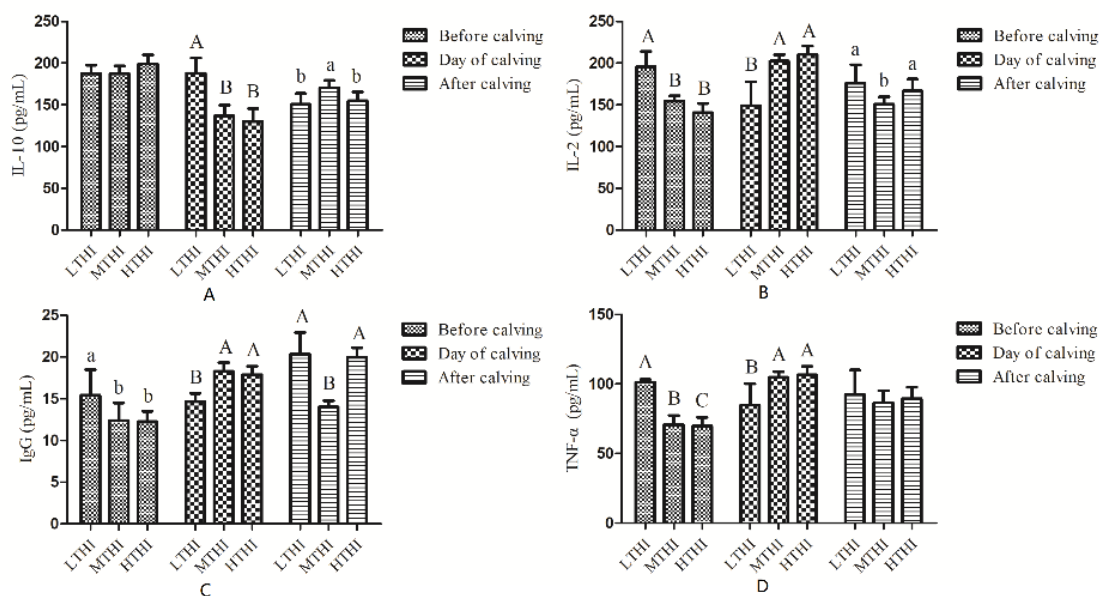 IL-10 (pg/mL)
250
200
150
100
50
0
A B B
b a b
LTHI MTHI HTHI LTHI MTHI HTHI LTHI MTHI HTHI
Before calving
Day of calving
After calving
A
IL-2 (pg/mL)
250
200
150
100
50
0
A B B
B A A
a b a
LTHI MTHI HTHI LTHI MTHI HTHI LTHI MTHI HTHI
Before calving
Day of calving
After calving
B
IgG (pg/mL)
25
20
15
10
5
0
a b b
B A A
A B A
LTHI MTHI HTHI LTHI MTHI HTHI LTHI MTHI HTHI
Before calving
Day of calving
After calving
C
TNF-α (pg/mL)
150
100
50
0
A B C
B A A
LTHI MTHI HTHI LTHI MTHI HTHI LTHI MTHI HTHI
Before calving
Day of calving
After calving
D